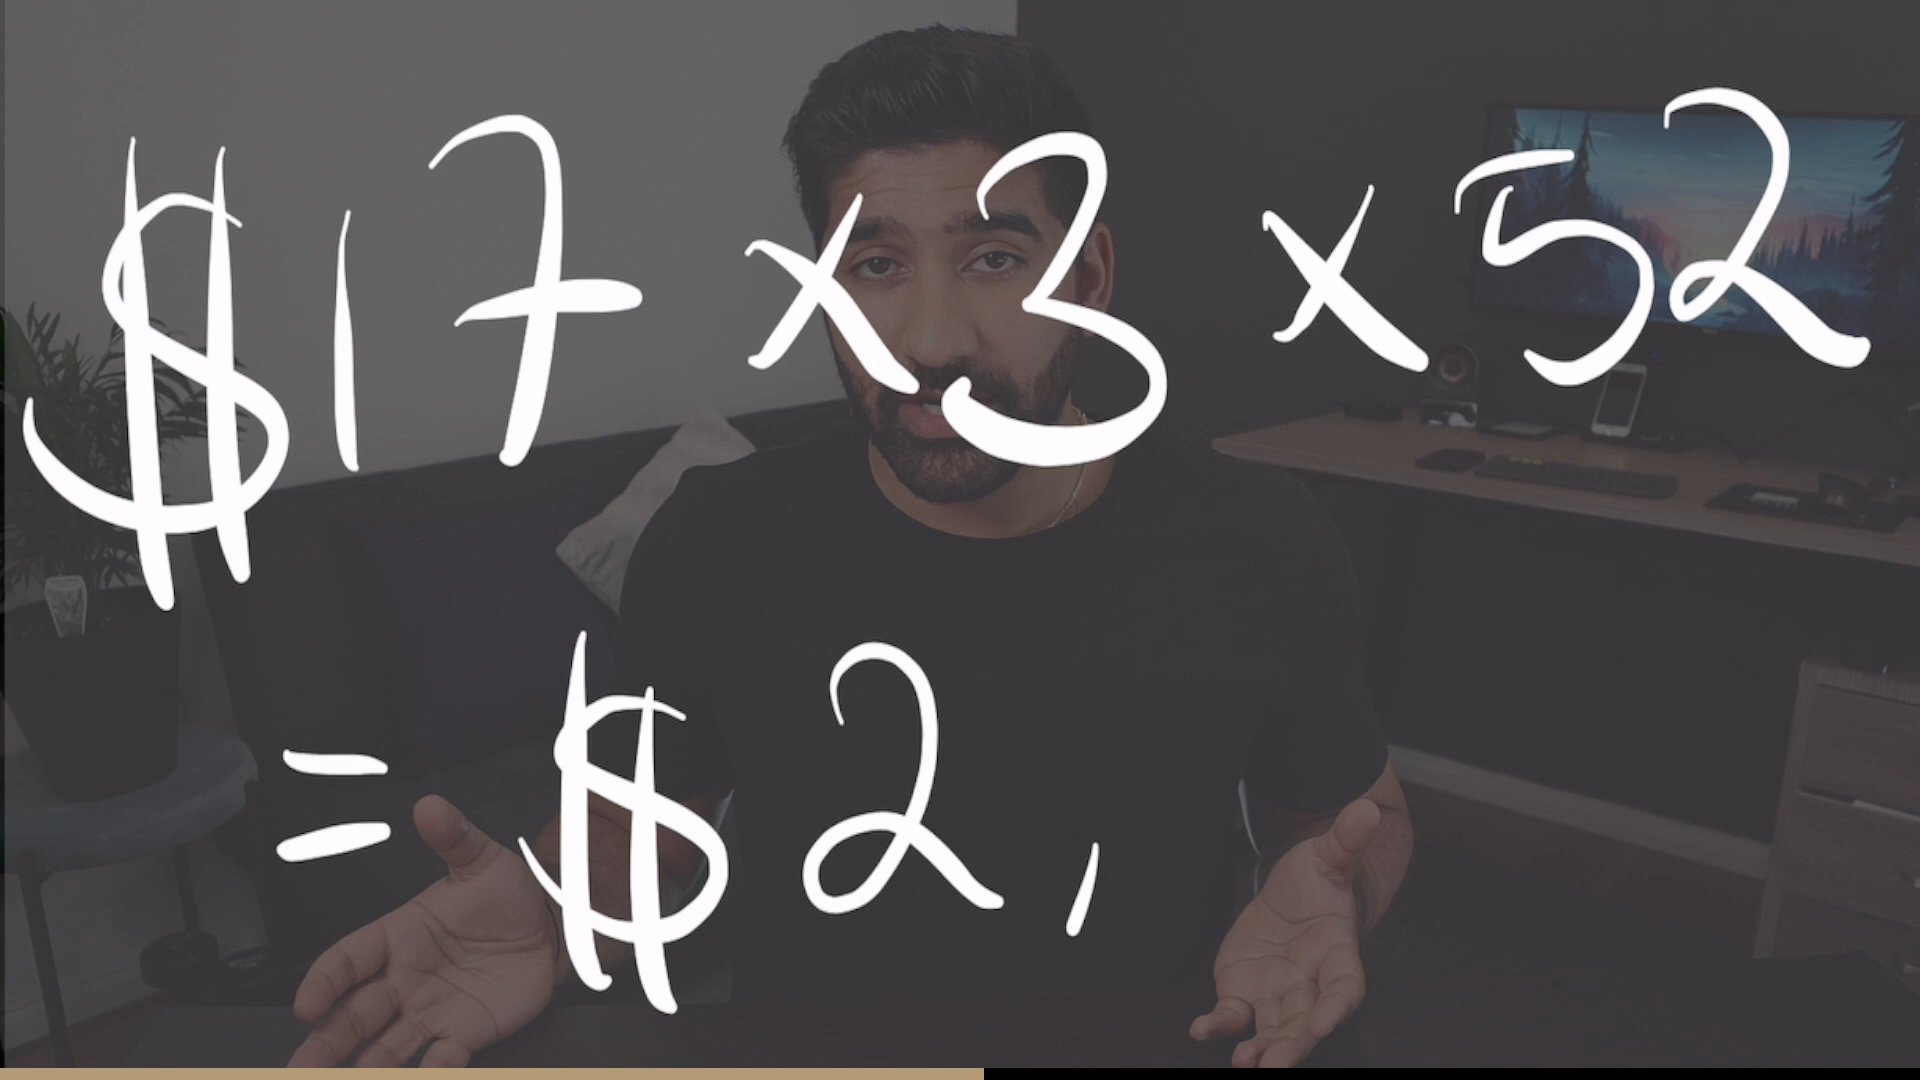 $17 x 3 x 52
= $2,